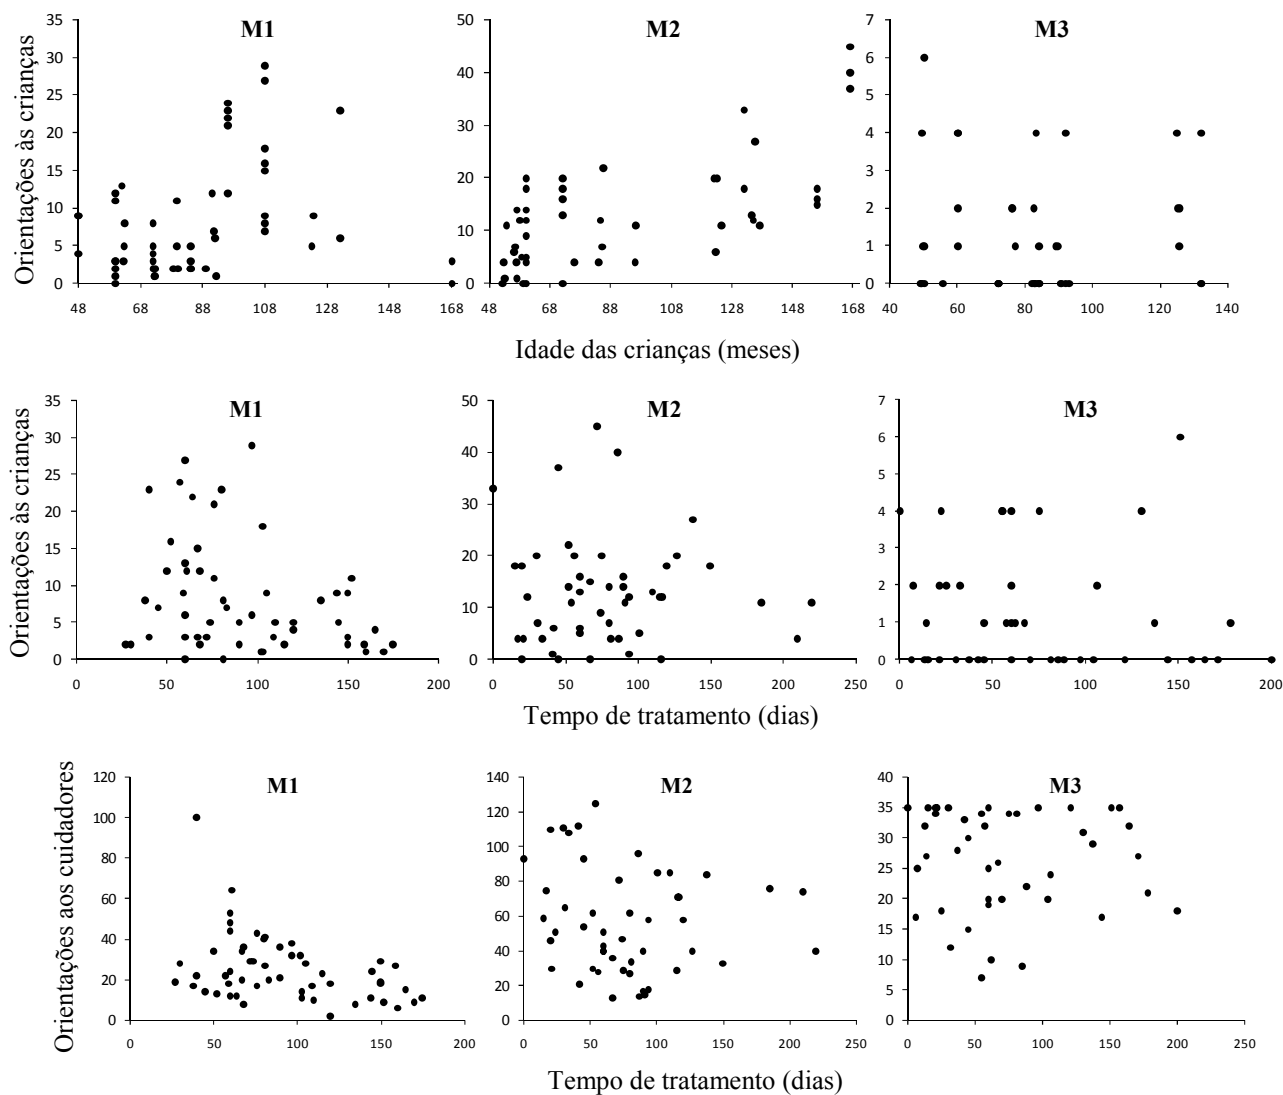 M1 M2 M3
Orientações às crianças
35 30 25 20 15 10 5 0
48 68 88 108 128 148 168
50 40 30 20 10 0
48 68 88 108 128 148 168
7 6 5 4 3 2 1 0
40 60 80 100 120 140
Idade das crianças (meses)
M1 M2 M3
Orientações às crianças
35 30 25 20 15 10 5 0
0 50 100 150 200
50 40 30 20 10 0
0 50 100 150 200 250
7 6 5 4 3 2 1 0
0 50 100 150 200
Tempo de tratamento (dias)
M1 M2 M3
Orientações aos cuidadores
120 100 80 60 40 20 0
0 50 100 150 200
140 120 100 80 60 40 20 0
0 50 100 150 200 250
40 35 30 25 20 15 10 5 0
0 50 100 150 200 250
Tempo de tratamento (dias)